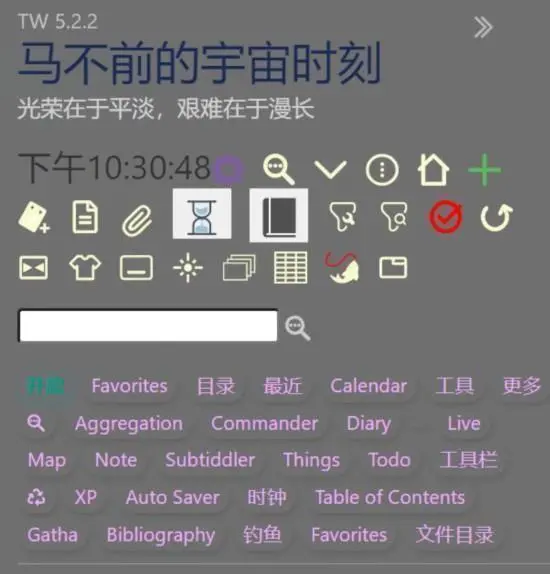 TW 5.2.2
马不前的宇宙时刻
光荣在于平淡，艰难在于漫长
下午10:30:48
开启 Favorites 目录 最近 Calendar 工具 更多
Aggregation Commander Diary Live
Map Note Subtiddler Things Todo 工具栏
XP Auto Saver 时钟 Table of Contents
Gatha Bibliography 钓鱼 Favorites 文件目录